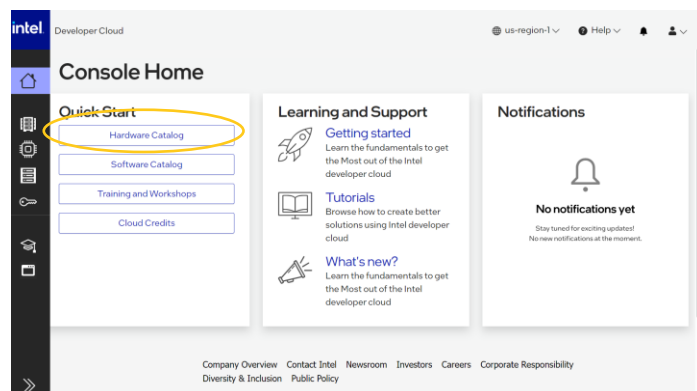 intel.
Developer Cloud
us-region-1
Help
Console Home
Quick Start
Hardware Catalog
Software Catalog
Training and Workshops
Cloud Credits
Learning and Support
Getting started
Learn the fundamentals to get
the Most out of the Intel
developer cloud
Tutorials
Browse how to create better
solutions using Intel developer
cloud
What's new?
Learn the fundamentals to get
the Most out of the Intel
developer cloud
Notifications
No notifications yet
Stay tuned for exciting updates!
No new notifications at the moment.
Company Overview Contact Intel Newsroom Investors Careers Corporate Responsibility
Diversity & Inclusion Public Policy